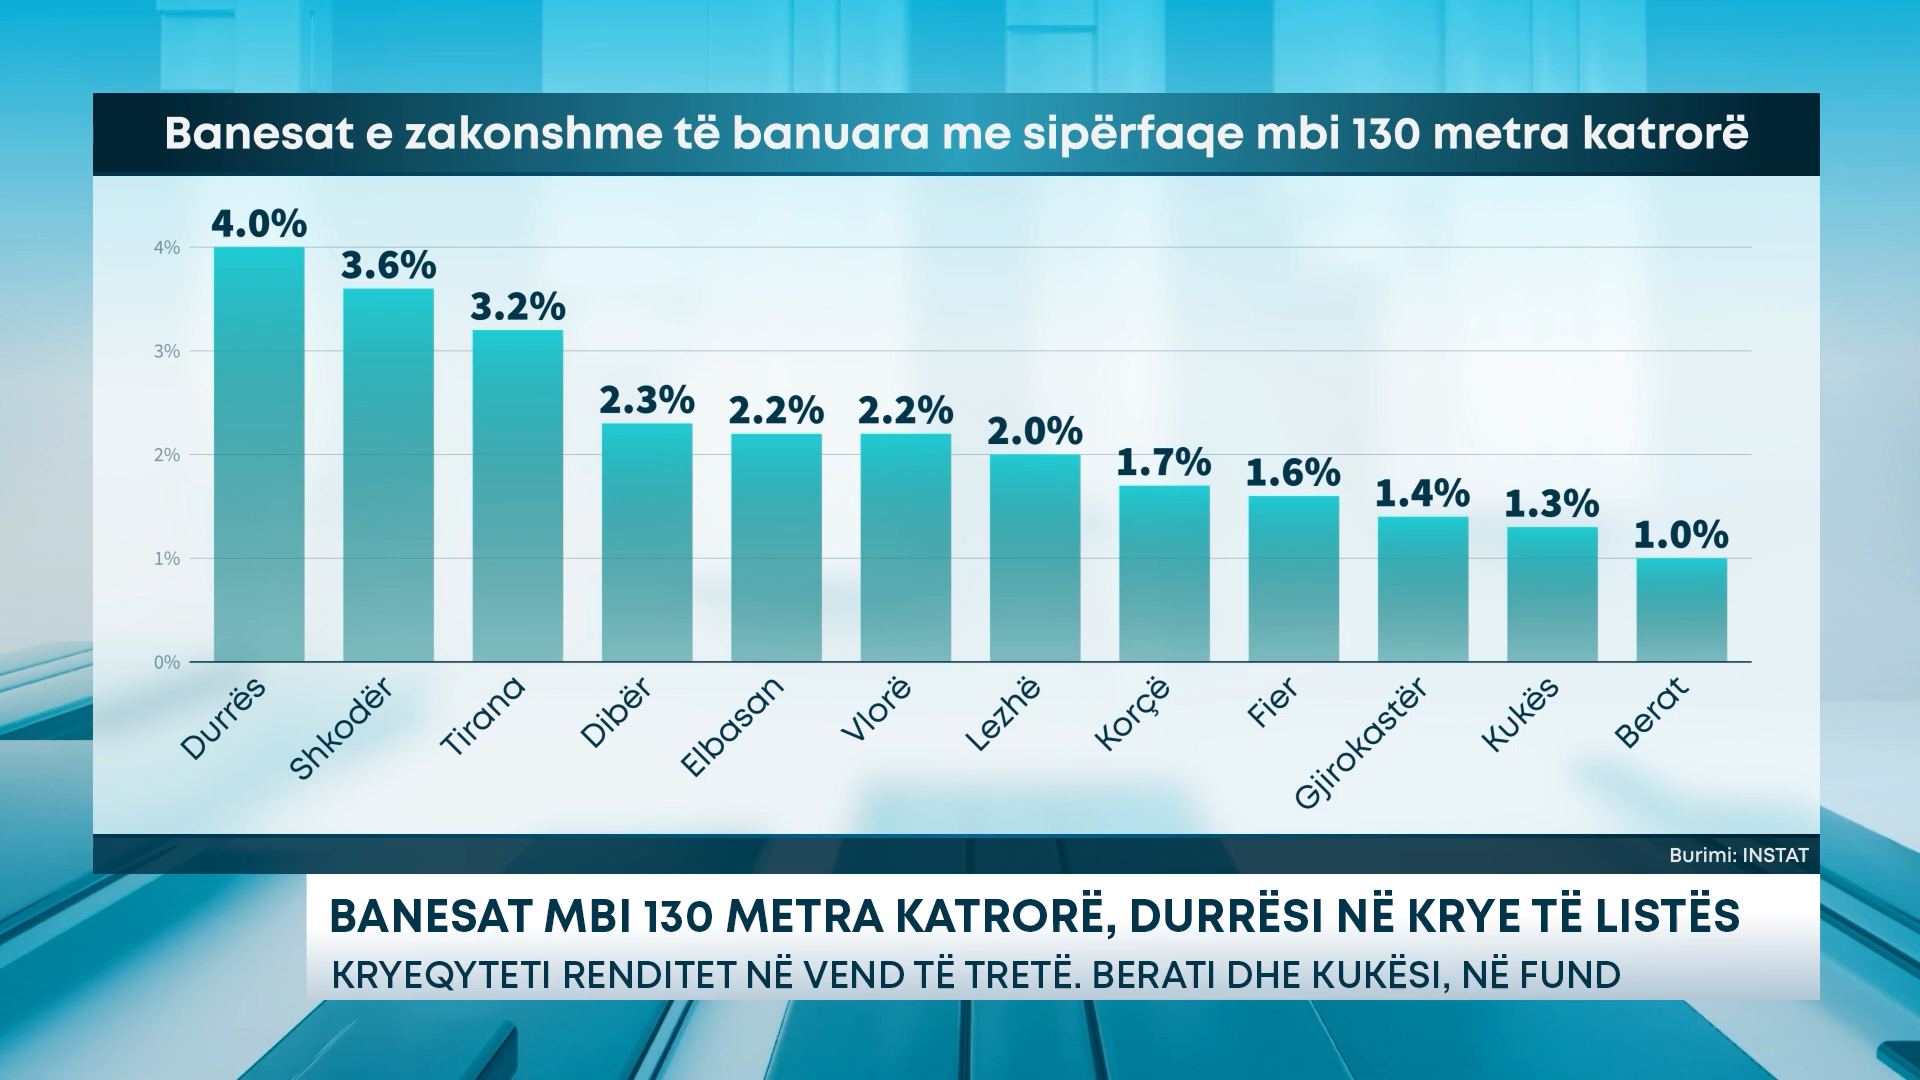 Banesat e zakonshme të banuara me sipërfaqe mbi 130 metra katrorë
4.0%
3.6%
3.2%
2.3%
2.2%
2.2%
2.0%
1.7%
1.6%
1.4%
1.3%
1.0%
4%
3%
2%
1%
0%
Durrës
Shkodër
Tirana
Dibër
Elbasan
Vlorë
Lezhë
Korçë
Fier
Gjirokastër
Kukës
Berat
Burimi: INSTAT
BANESAT MBI 130 METRA KATRORË, DURRËSI NË KRYE TË LISTËS
KRYEQYTETI RENDITET NË VEND TË TRETË. BERATI DHE KUKËSI, NË FUND